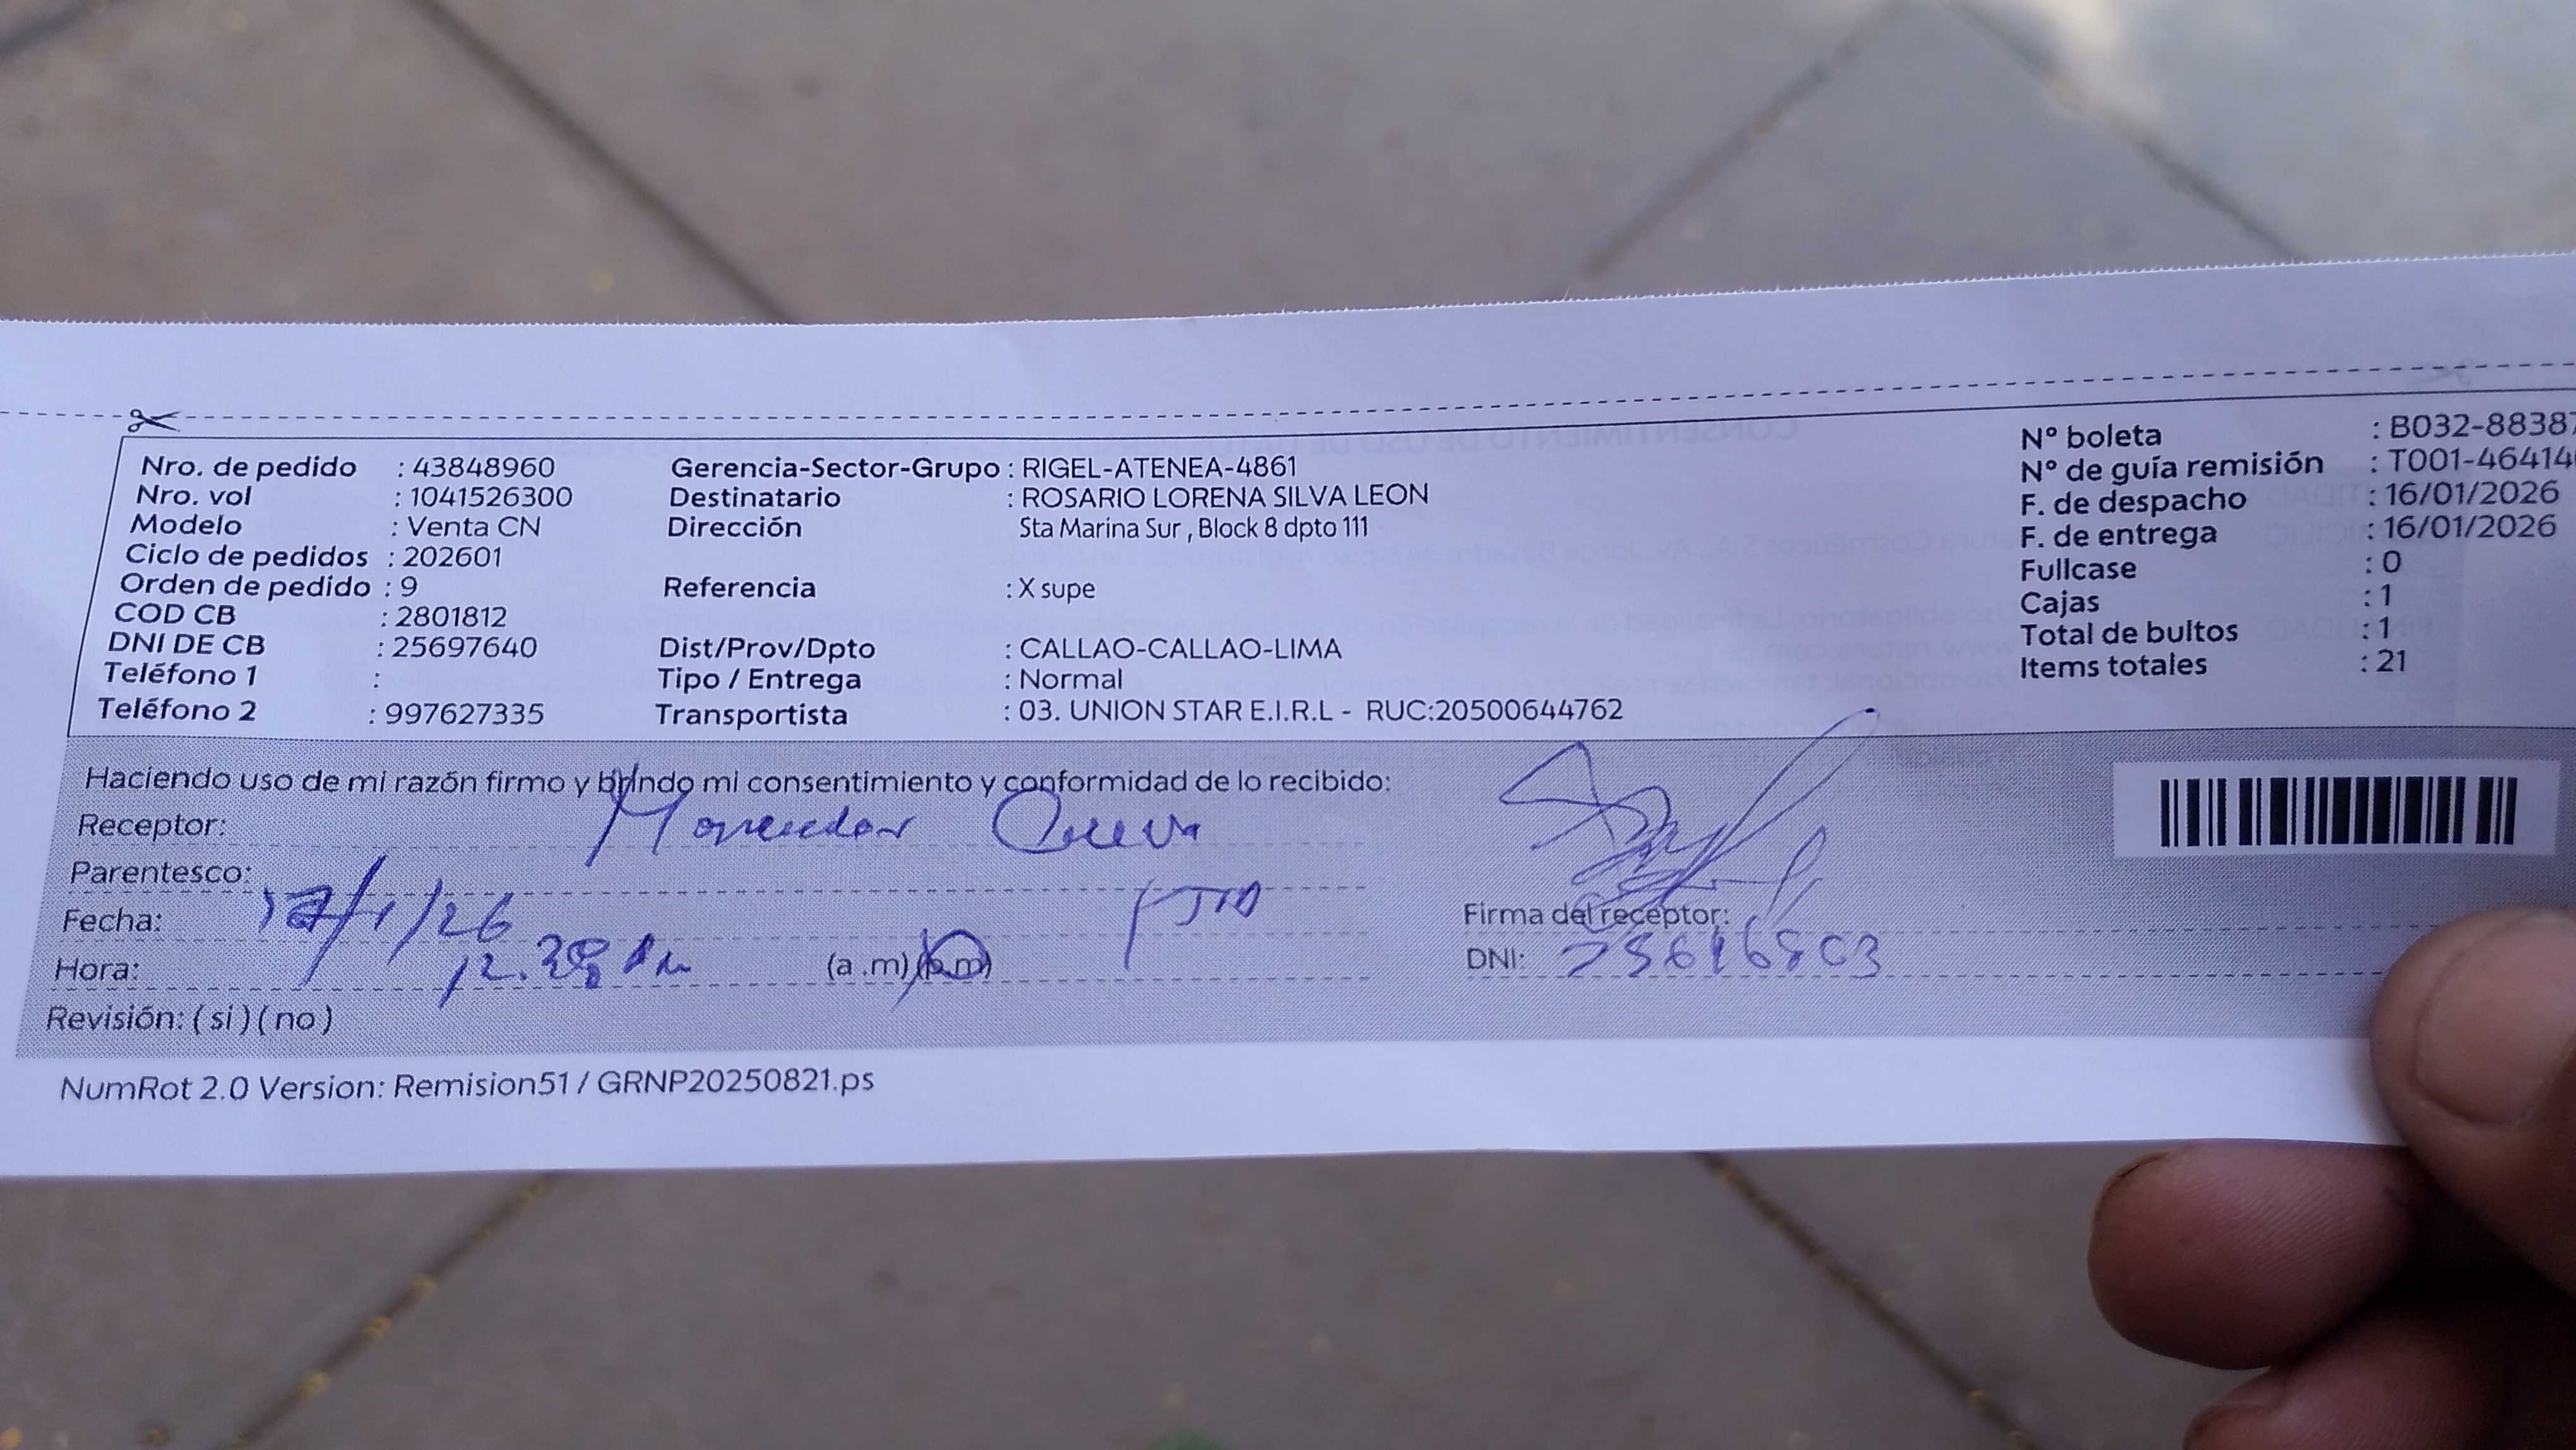 Nro. de pedido : 43848960
Nro. vol : 1041526300
Modelo : Venta CN
Ciclo de pedidos : 202601
Orden de pedido : 9
COD CB : 2801812
DNI DE CB : 25697640
Teléfono 1 :
Teléfono 2 : 997627335
Gerencia-Sector-Grupo : RIGEL-ATENEA-4861
Destinatario : ROSARIO LORENA SILVA LEON
Dirección Sta Marina Sur , Block 8 dpto 111
Referencia : X supe
Dist/Prov/Dpto : CALLAO-CALLAO-LIMA
Tipo / Entrega : Normal
Transportista : 03. UNION STAR E.I.R.L - RUC:20500644762
N° boleta : B032-88387
N° de guía remisión : T001-46414
F. de despacho : 16/01/2026
F. de entrega : 16/01/2026
Fullcase : 0
Cajas : 1
Total de bultos : 1
Items totales : 21
Haciendo uso de mi razón firmo y brindo mi consentimiento y conformidad de lo recibido:
Receptor:
Parentesco:
Fecha: 17/1/26
Hora: (a .m) (p.m)
Revisión: ( si ) ( no )
Firma del receptor:
DNI:
NumRot 2.0 Version: Remision51 / GRNP20250821.ps